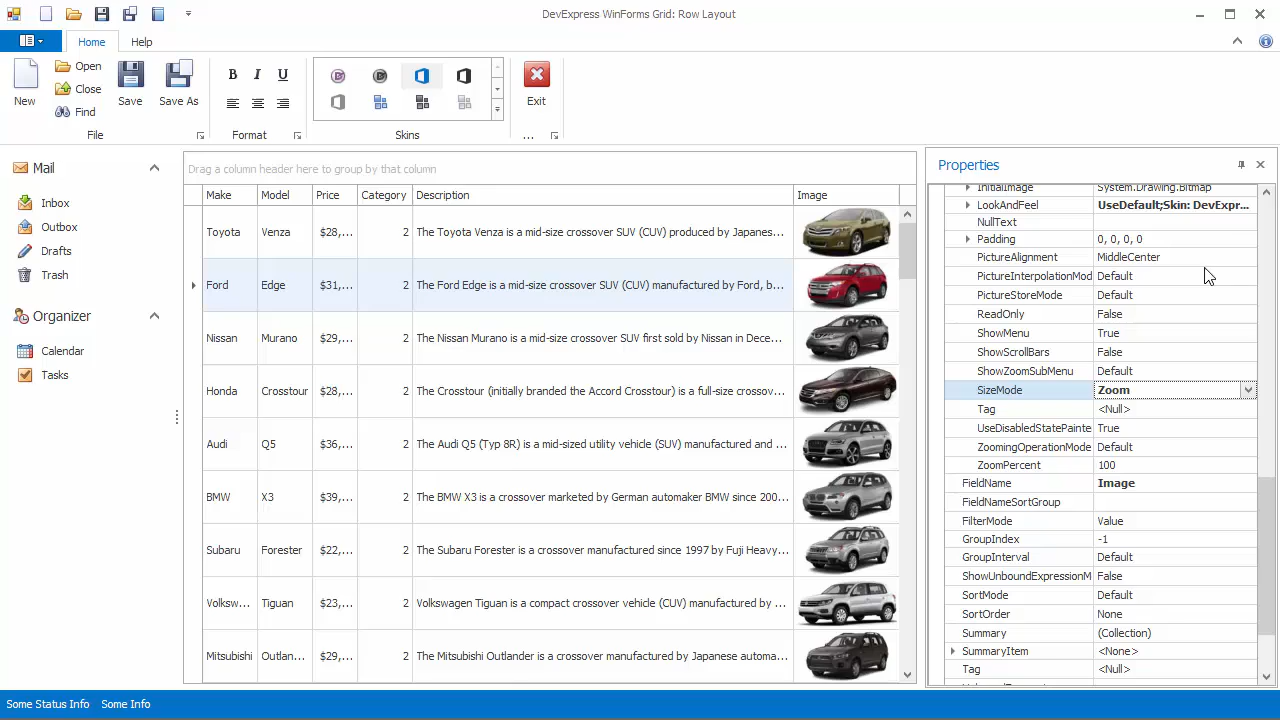 DevExpress WinForms Grid: Row Layout
Home Help
New
Open
Close
Find
Save
Save As
B I U
Exit
File Format Skins ...
Mail
Inbox
Outbox
Drafts
Trash
Organizer
Calendar
Tasks
Drag a column header here to group by that column
Make Model Price Category Description Image
Toyota Venza $28,... 2 The Toyota Venza is a mid-size crossover SUV (CUV) produced by Japanes...
Ford Edge $31,... 2 The Ford Edge is a mid-size crossover SUV (CUV) manufactured by Ford, b...
Nissan Murano $29,... 2 The Nissan Murano is a mid-size crossover SUV first sold by Nissan in Dece...
Honda Crosstour $28,... 2 The Crosstour (initially branded the Accord Crosstour) is a full-size crossov...
Audi Q5 $36,... 2 The Audi Q5 (Typ 8R) is a mid-sized utility vehicle (SUV) manufactured and ...
BMW X3 $39,... 2 The BMW X3 is a crossover marketed by German automaker BMW since 200...
Subaru Forester $22,... 2 The Subaru Forester is a crossover manufactured since 1997 by Fuji Heavy...
Volksw... Tiguan $23,... 2 Volkswagen Tiguan is a compact crossover vehicle (CUV) manufactured by ...
Mitsubishi Outlan... $29,... 2 The Mitsubishi Outlander is a crossover manufactured by Japanese automa...
Properties
InitialImage System.Drawing.Bitmap
LookAndFeel UseDefault;Skin: DevExpr...
NullText
Padding 0, 0, 0, 0
PictureAlignment MiddleCenter
PictureInterpolationMod Default
PictureStoreMode Default
ReadOnly False
ShowMenu True
ShowScrollBars False
ShowZoomSubMenu Default
SizeMode Zoom
Tag <Null>
UseDisabledStatePainte True
ZoomingOperationMode Default
ZoomPercent 100
FieldName Image
FieldNameSortGroup
FilterMode Value
GroupIndex -1
GroupInterval Default
ShowUnboundExpressionM False
SortMode Default
SortOrder None
Summary (Collection)
SummaryItem <None>
Tag <Null>
Some Status Info Some Info